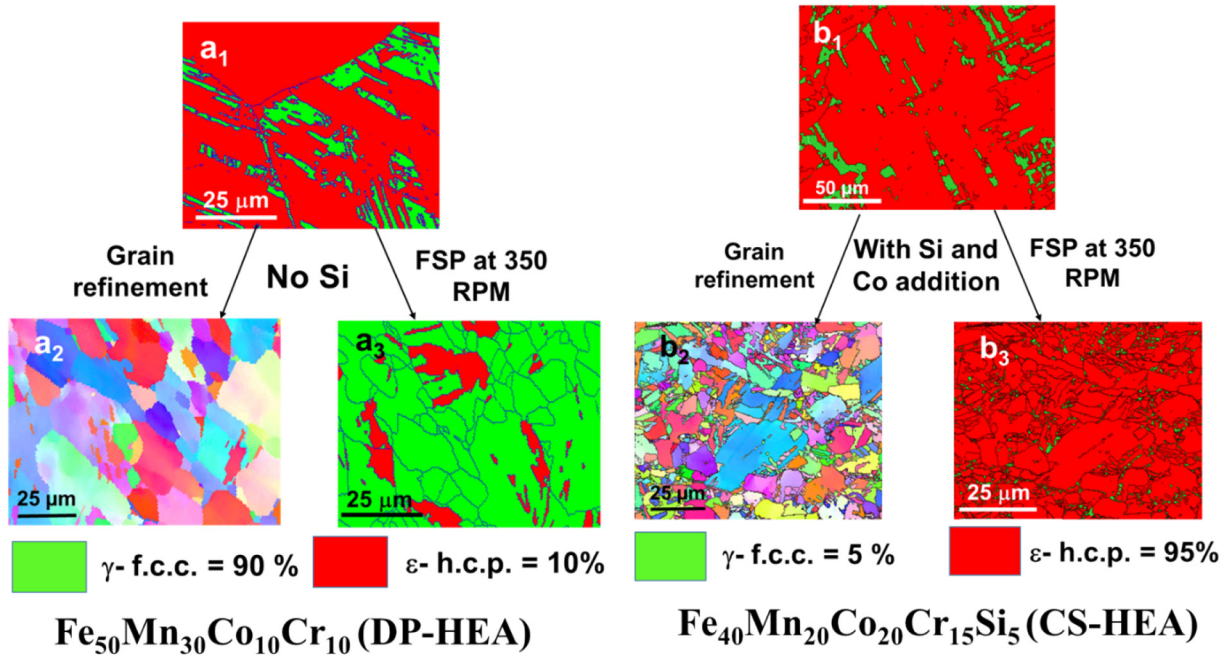 a₁
25 μm
b₁
50 μm
Grain
refinement
No Si
FSP at 350
RPM
Grain
refinement
With Si and
Co addition
FSP at 350
RPM
a₂
25 μm
a₃
25 μm
b₂
25 μm
b₃
25 μm
γ- f.c.c. = 90 %
ε- h.c.p. = 10%
γ- f.c.c. = 5 %
ε- h.c.p. = 95%
Fe₅₀Mn₃₀Co₁₀Cr₁₀ (DP-HEA)
Fe₄₀Mn₂₀Co₂₀Cr₁₅Si₅ (CS-HEA)